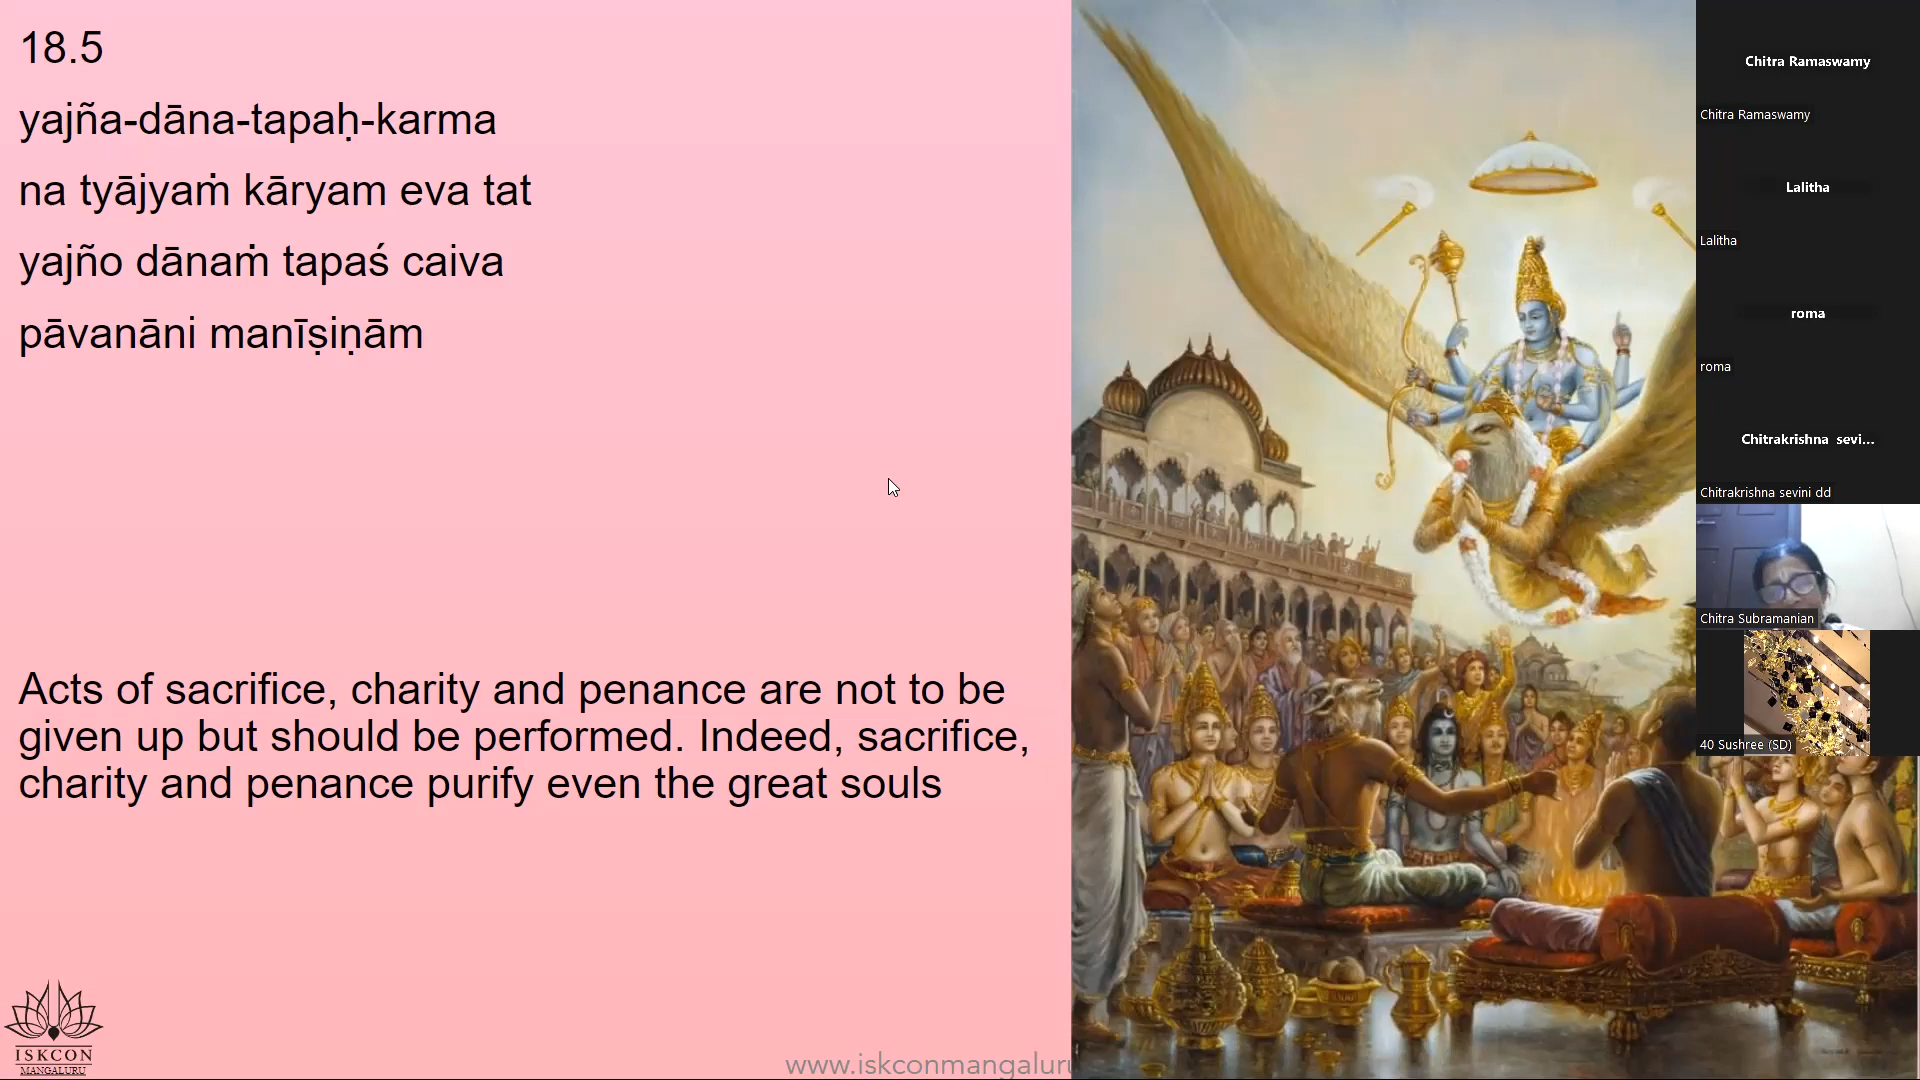 18.5
yajña-dāna-tapaḥ-karma
na tyājyaṁ kāryam eva tat
yajño dānaṁ tapaś caiva
pāvanāni manīṣiṇām
Acts of sacrifice, charity and penance are not to be
given up but should be performed. Indeed, sacrifice,
charity and penance purify even the great souls
ISKCON
MANGALURU
www.iskconmangaluru
Chitra Ramaswamy
Chitra Ramaswamy
Lalitha
Lalitha
roma
roma
Chitrakrishna sevi...
Chitrakrishna sevini dd
Chitra Subramanian
40 Sushree (SD)